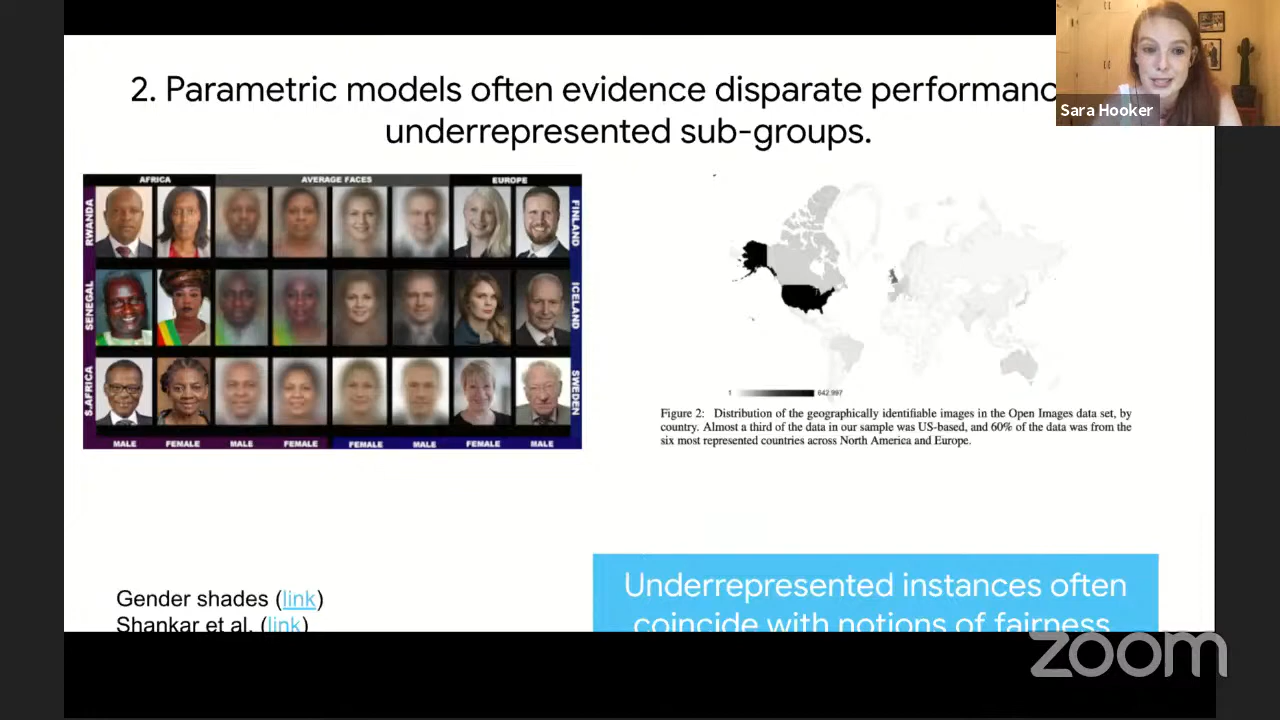 2. Parametric models often evidence disparate performanc
underrepresented sub-groups.
Sara Hooker
AFRICA AVERAGE FACES EUROPE
RWANDA
FINLAND
SENEGAL
ICELAND
S.AFRICA
SWEDEN
MALE FEMALE MALE FEMALE FEMALE MALE FEMALE MALE
1 642,997
Figure 2: Distribution of the geographically identifiable images in the Open Images data set, by
country. Almost a third of the data in our sample was US-based, and 60% of the data was from the
six most represented countries across North America and Europe.
Gender shades (link)
Shankar et al. (link)
Underrepresented instances often
coincide with notions of fairness
zoom